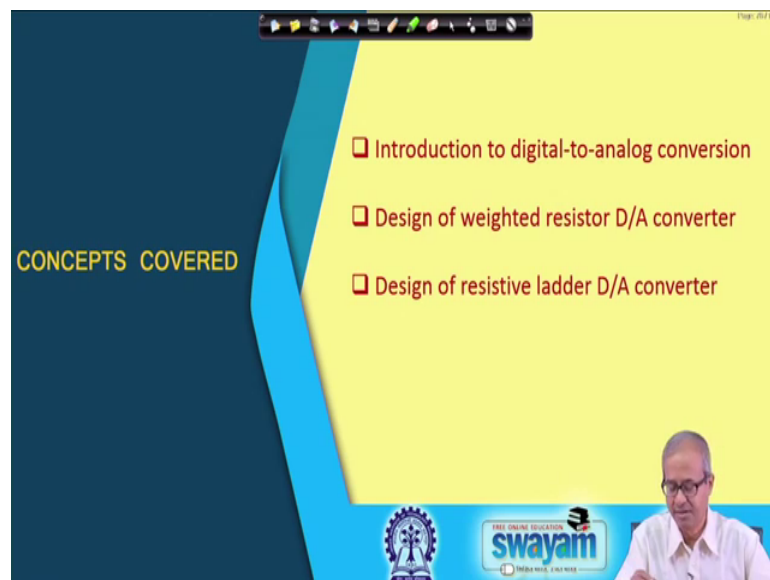 ❑ Introduction to digital-to-analog conversion
❑ Design of weighted resistor D/A converter
CONCEPTS COVERED
❑ Design of resistive ladder D/A converter
FREE ONLINE EDUCATION
swayam